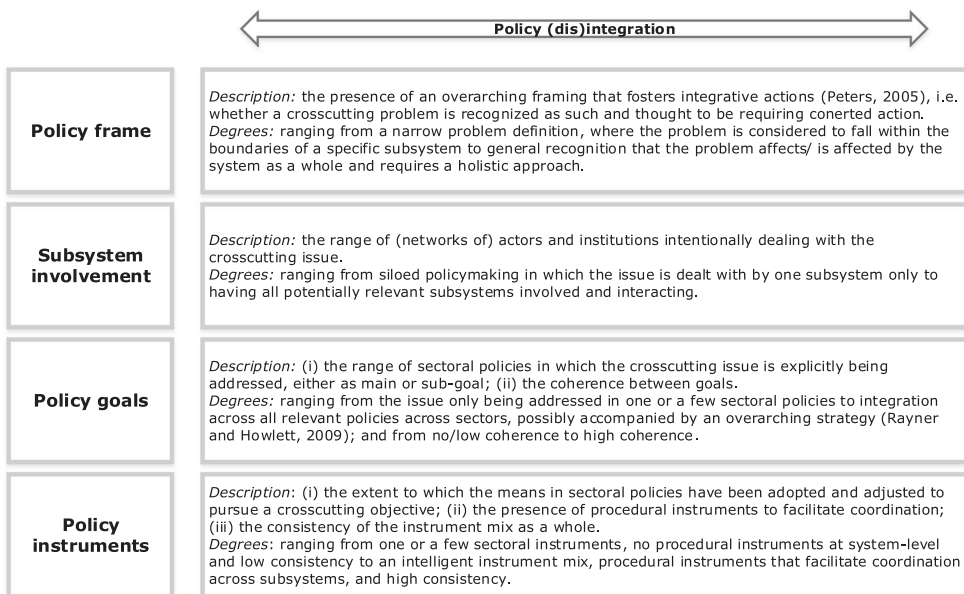 Policy (dis)integration
Policy frame
Description: the presence of an overarching framing that fosters integrative actions (Peters, 2005), i.e.
whether a crosscutting problem is recognized as such and thought to be requiring conerted action.
Degrees: ranging from a narrow problem definition, where the problem is considered to fall within the
boundaries of a specific subsystem to general recognition that the problem affects/ is affected by the
system as a whole and requires a holistic approach.
Subsystem
involvement
Description: the range of (networks of) actors and institutions intentionally dealing with the
crosscutting issue.
Degrees: ranging from siloed policymaking in which the issue is dealt with by one subsystem only to
having all potentially relevant subsystems involved and interacting.
Policy goals
Description: (i) the range of sectoral policies in which the crosscutting issue is explicitly being
addressed, either as main or sub-goal; (ii) the coherence between goals.
Degrees: ranging from the issue only being addressed in one or a few sectoral policies to integration
across all relevant policies across sectors, possibly accompanied by an overarching strategy (Rayner
and Howlett, 2009); and from no/low coherence to high coherence.
Policy
instruments
Description: (i) the extent to which the means in sectoral policies have been adopted and adjusted to
pursue a crosscutting objective; (ii) the presence of procedural instruments to facilitate coordination;
(iii) the consistency of the instrument mix as a whole.
Degrees: ranging from one or a few sectoral instruments, no procedural instruments at system-level
and low consistency to an intelligent instrument mix, procedural instruments that facilitate coordination
across subsystems, and high consistency.